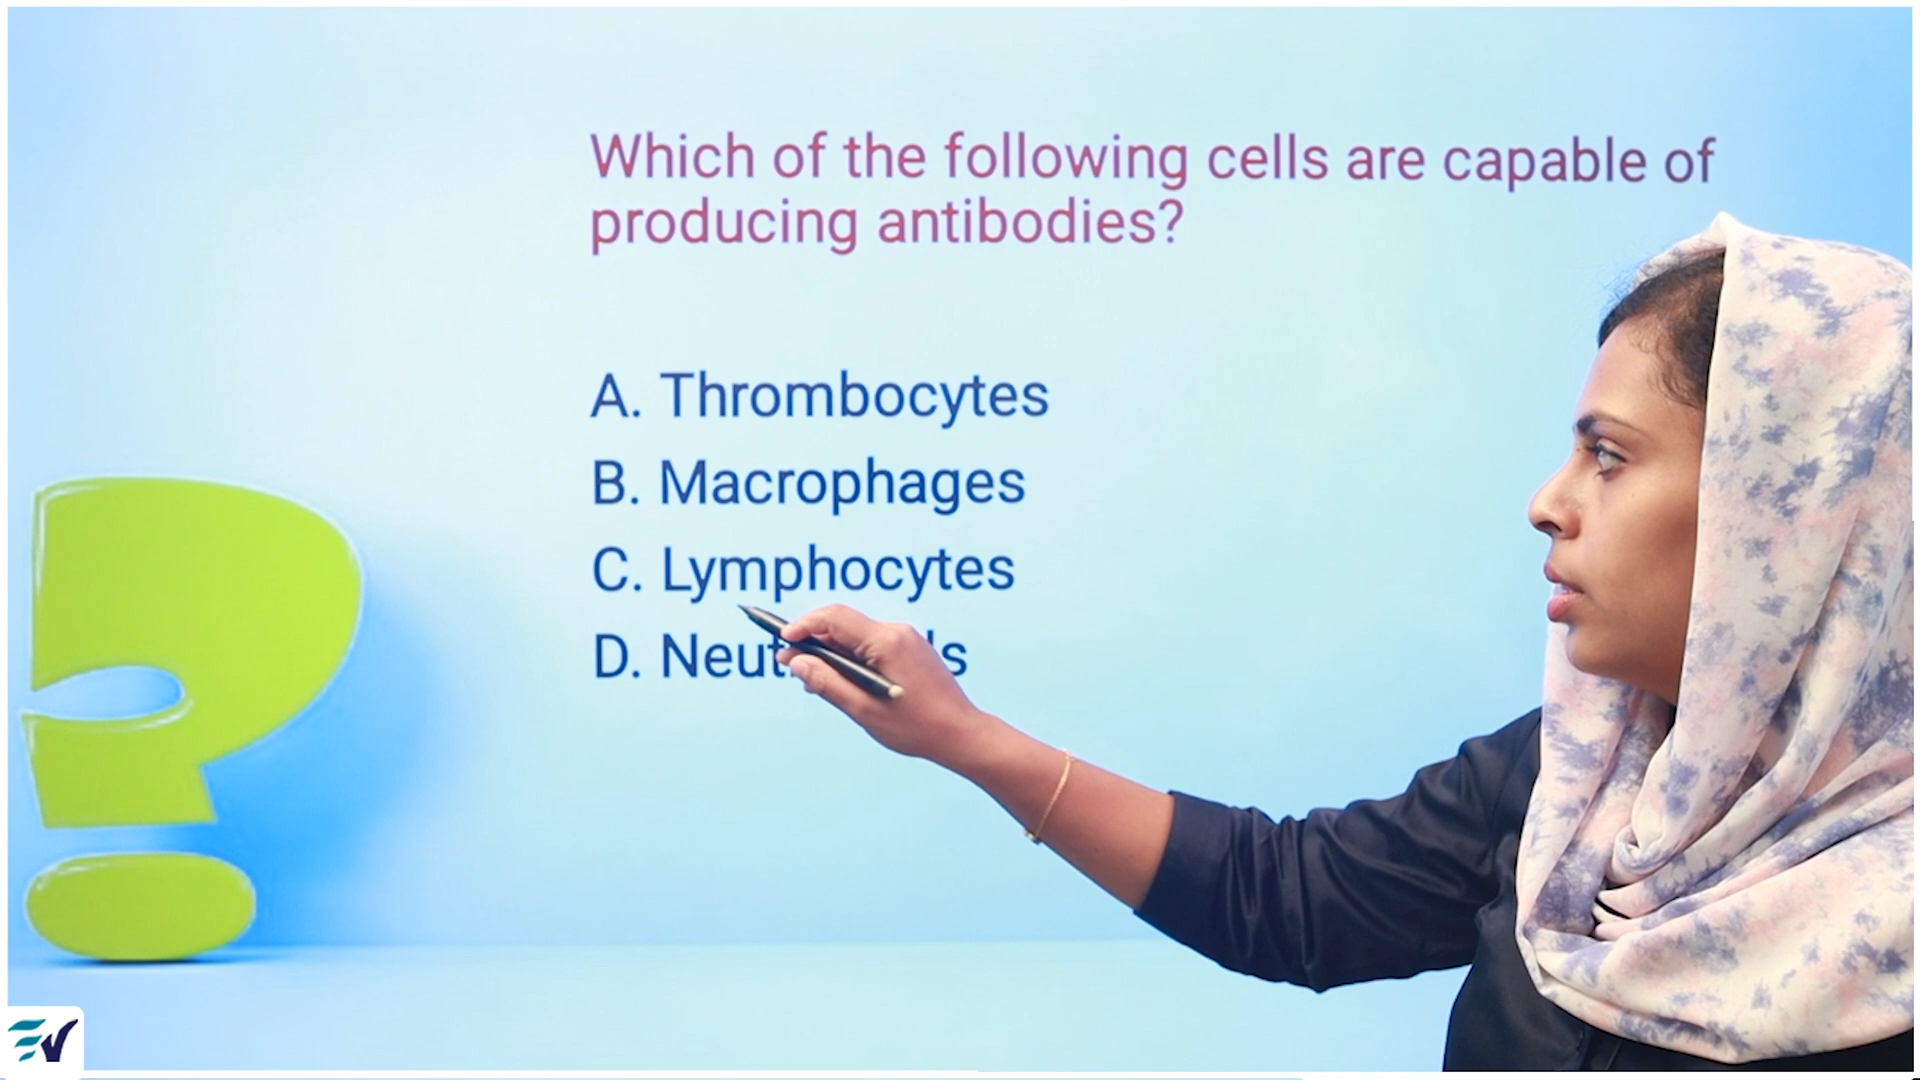 Which of the following cells are capable of
producing antibodies?
A. Thrombocytes
B. Macrophages
C. Lymphocytes
D.